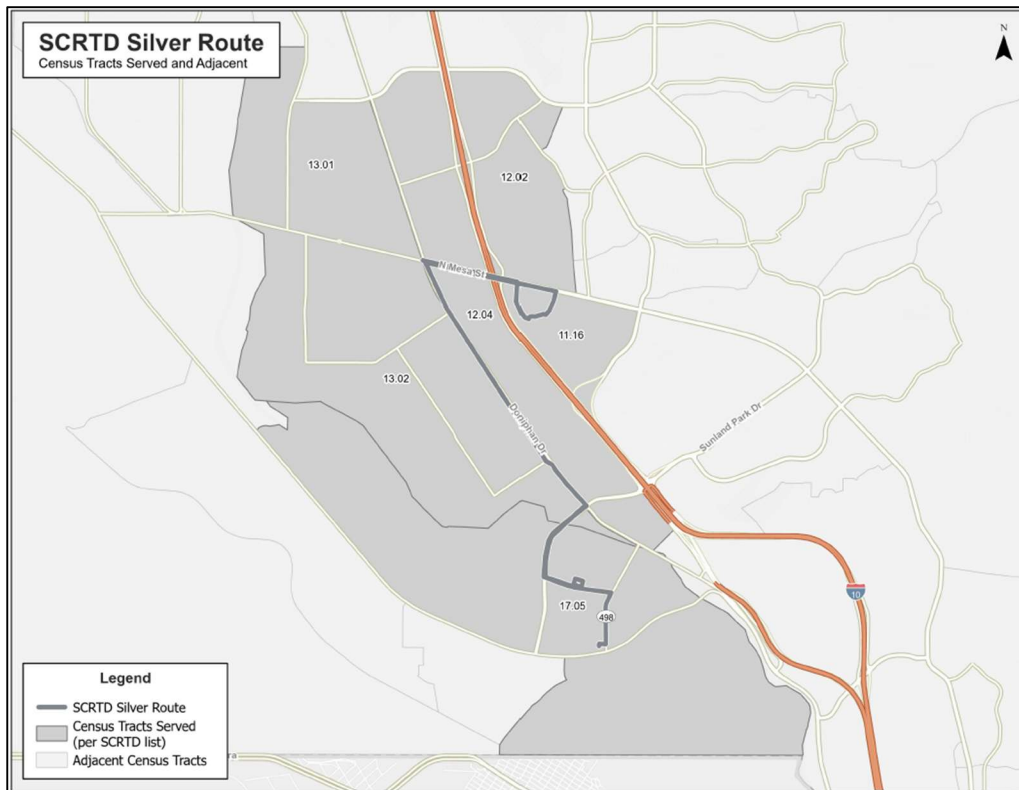 SCRTD Silver Route
Census Tracts Served and Adjacent
N
13.01
12.02
N Mesa St
12.04
11.16
13.02
Doniphan Dr
Sunland Park Dr
10
17.05
498
Legend
SCRTD Silver Route
Census Tracts Served
(per SCRTD list)
Adjacent Census Tracts